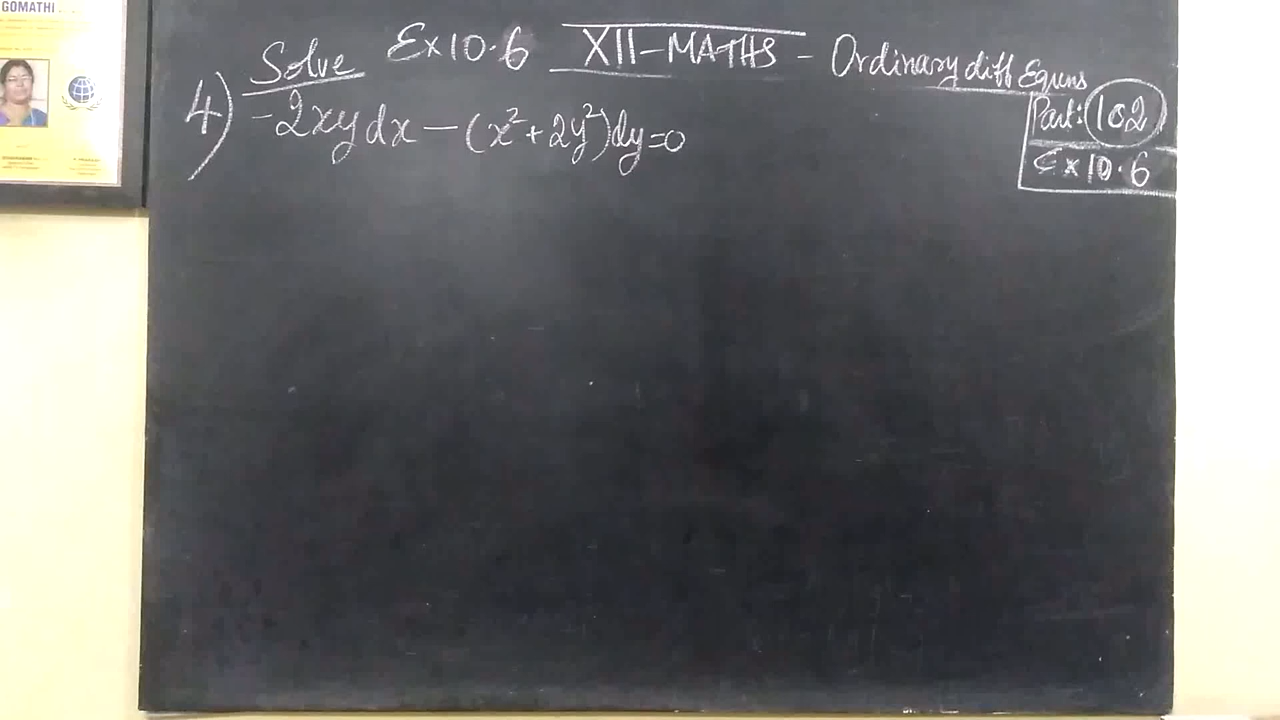 GOMATHI
Solve Ex 10.6 XII-MATHS - Ordinary diff Equns
4) -2xy dx - (x² + 2y²)dy = 0
Part: 102
Ex 10.6